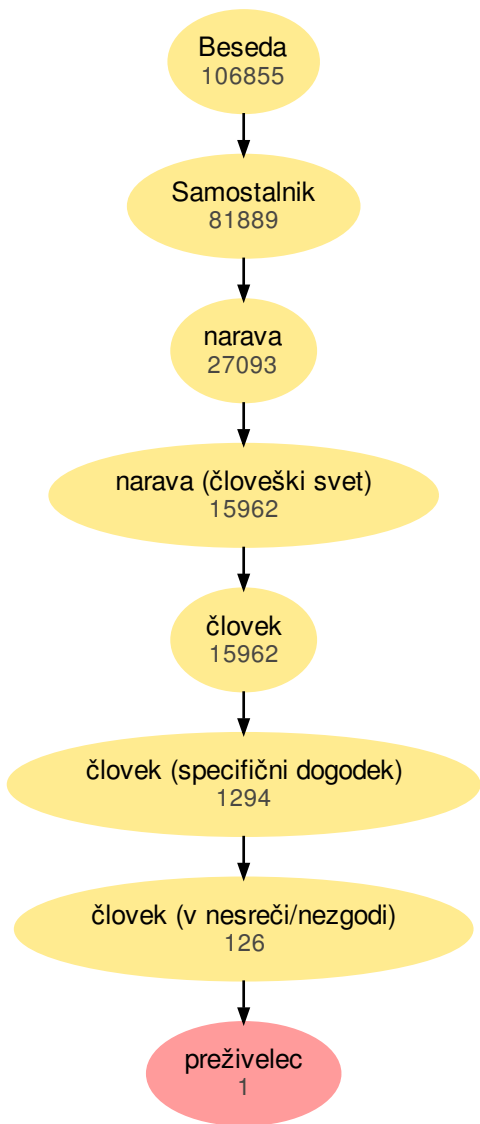 Beseda
106855
Samostalnik
81889
narava
27093
narava (človeški svet)
15962
človek
15962
človek (specifični dogodek)
1294
človek (v nesreči/nezgodi)
126
preživelec
1